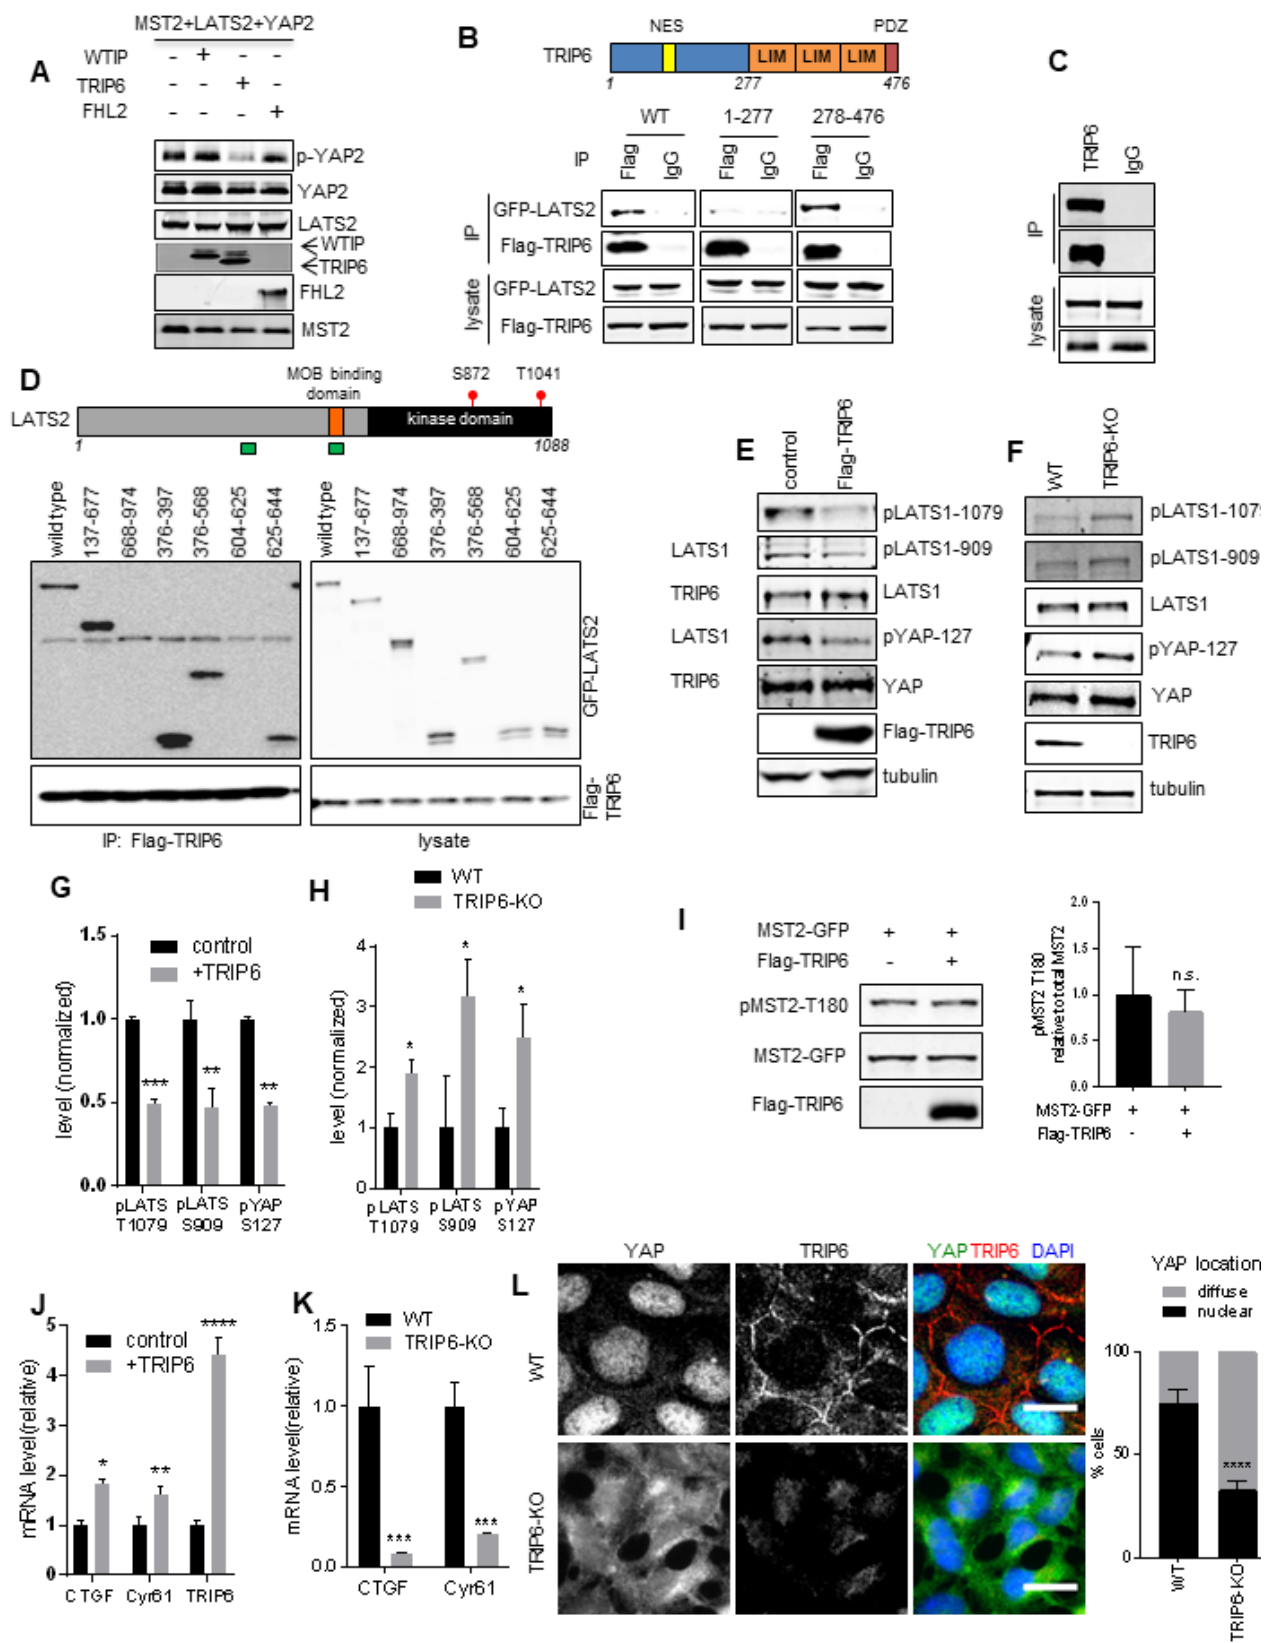 A
MST2+LATS2+YAP2
WTIP - + - -
TRIP6 - - + -
FHL2 - - - +
p-YAP2
YAP2
LATS2
WTIP
TRIP6
FHL2
MST2
B
NES PDZ
TRIP6 LIM LIM LIM
1 277 476
WT 1-277 278-476
IP Flag IgG Flag IgG Flag IgG
IP
GFP-LATS2
Flag-TRIP6
lysate
GFP-LATS2
Flag-TRIP6
C
TRIP6 IgG
IP
lysate
LATS1
TRIP6
LATS1
TRIP6
D
MOB binding domain
S872 T1041
LATS2 kinase domain
1 1088
wildtype 137-677 668-974 376-397 376-568 604-625 625-644
wildtype 137-677 668-974 376-397 376-568 604-625 625-644
GFP-LATS2
Flag-TRIP6
IP: Flag-TRIP6 lysate
E
control Flag-TRIP6
pLATS1-1079
pLATS1-909
LATS1
pYAP-127
YAP
Flag-TRIP6
tubulin
F
WT TRIP6-KO
pLATS1-1079
pLATS1-909
LATS1
pYAP-127
YAP
TRIP6
tubulin
G
control
+TRIP6
level (normalized)
1.5
1.0
0.5
0.0
*** ** **
pLATS T1079 pLATS S909 pYAP S127
H
WT
TRIP6-KO
level (normalized)
4
3
2
1
0
* * *
pLATS T1079 pLATS S909 pYAP S127
I
MST2-GFP + +
Flag-TRIP6 - +
pMST2-T180
MST2-GFP
Flag-TRIP6
pMST2 T180 relative to total MST2
2.0
1.5
1.0
0.5
0.0
n.s.
MST2-GFP + +
Flag-TRIP6 - +
J
control
+TRIP6
mRNA level(relative)
5
4
3
2
1
0
* ** ****
CTGF Cyr61 TRIP6
K
WT
TRIP6-KO
mRNA level(relative)
1.5
1.0
0.5
0.0
*** ***
CTGF Cyr61
L
YAP TRIP6 YAP TRIP6 DAPI
WT
TRIP6-KO
YAP location
diffuse
nuclear
% cells
100
50
0
****
WT TRIP6-KO